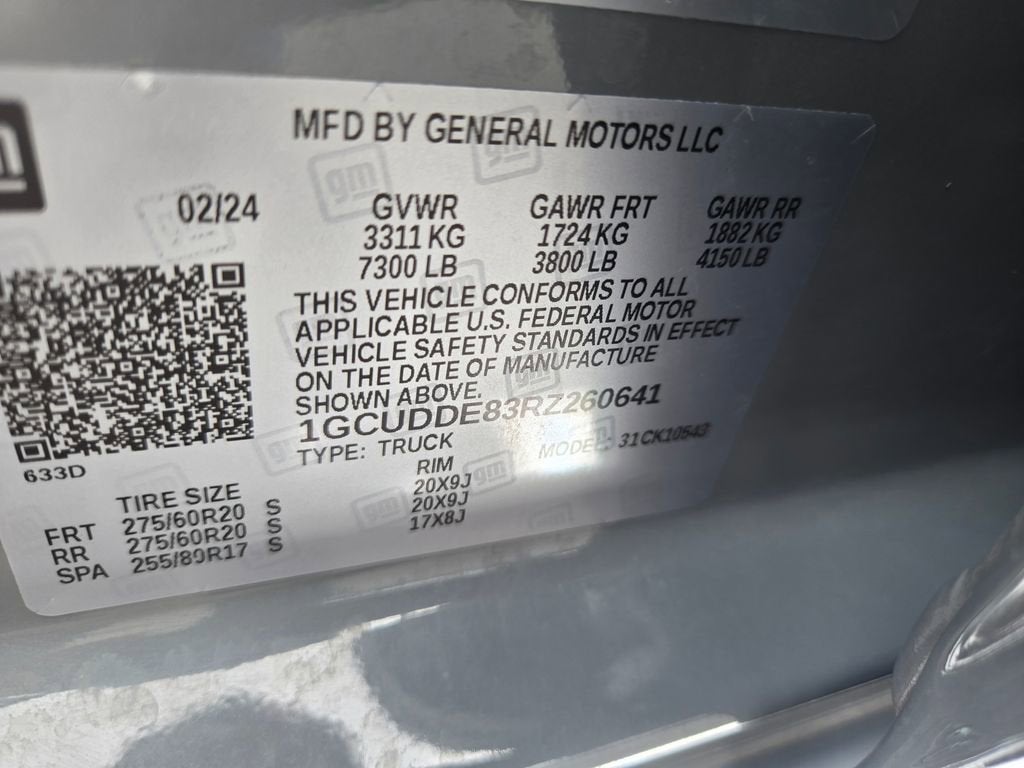 gm
MFD BY GENERAL MOTORS LLC
02/24 GVWR GAWR FRT GAWR RR
3311 KG 1724 KG 1882 KG
7300 LB 3800 LB 4150 LB
THIS VEHICLE CONFORMS TO ALL
APPLICABLE U.S. FEDERAL MOTOR
VEHICLE SAFETY STANDARDS IN EFFECT
ON THE DATE OF MANUFACTURE
SHOWN ABOVE.
1GCUDDE83RZ260641
TYPE: TRUCK MODEL: 31CK10543
633D
TIRE SIZE RIM
FRT 275/60R20 S 20X9J
RR 275/60R20 S 20X9J
SPA 255/80R17 S 17X8J